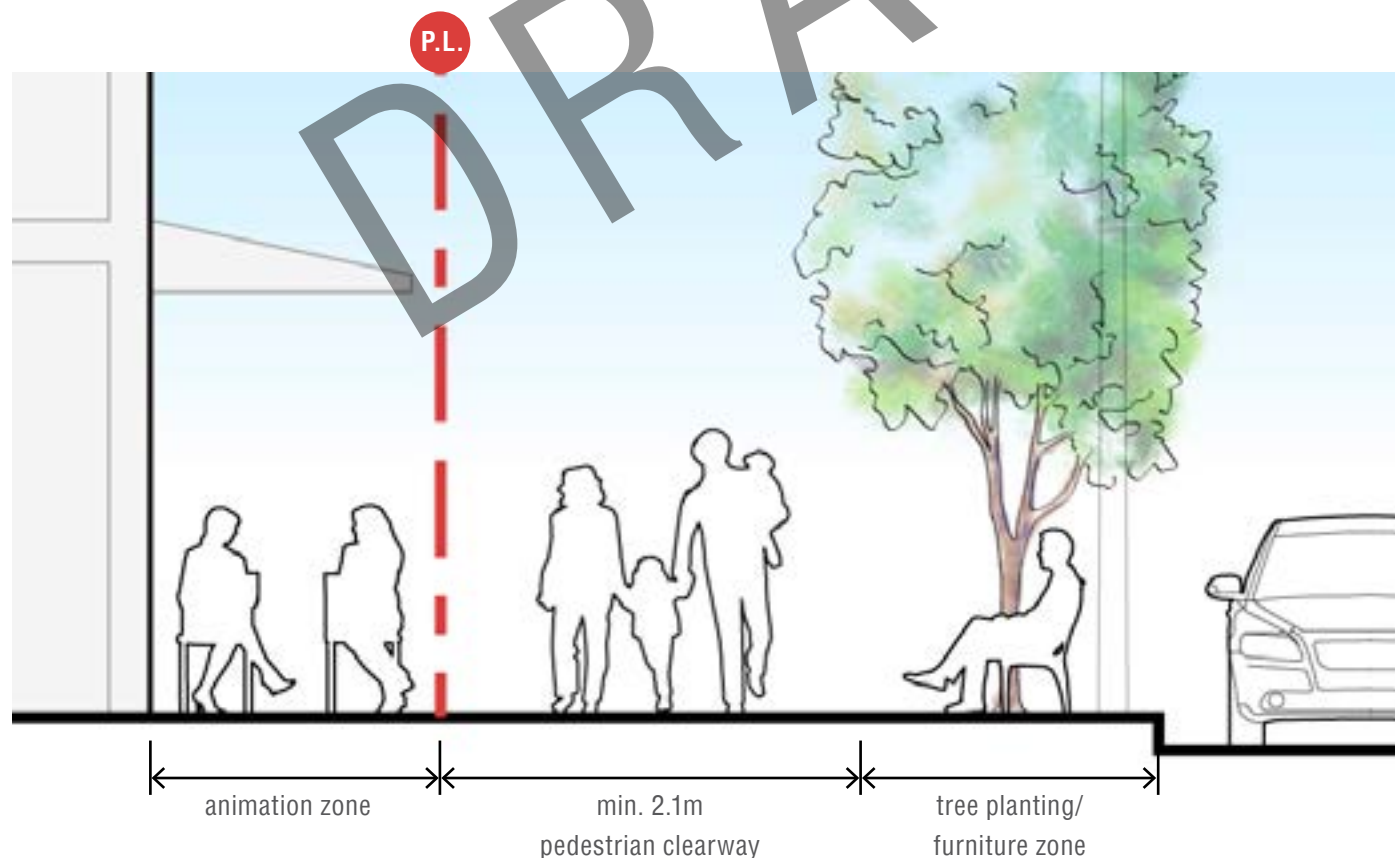 P.L.
DRA
animation zone
min. 2.1m
pedestrian clearway
tree planting/
furniture zone